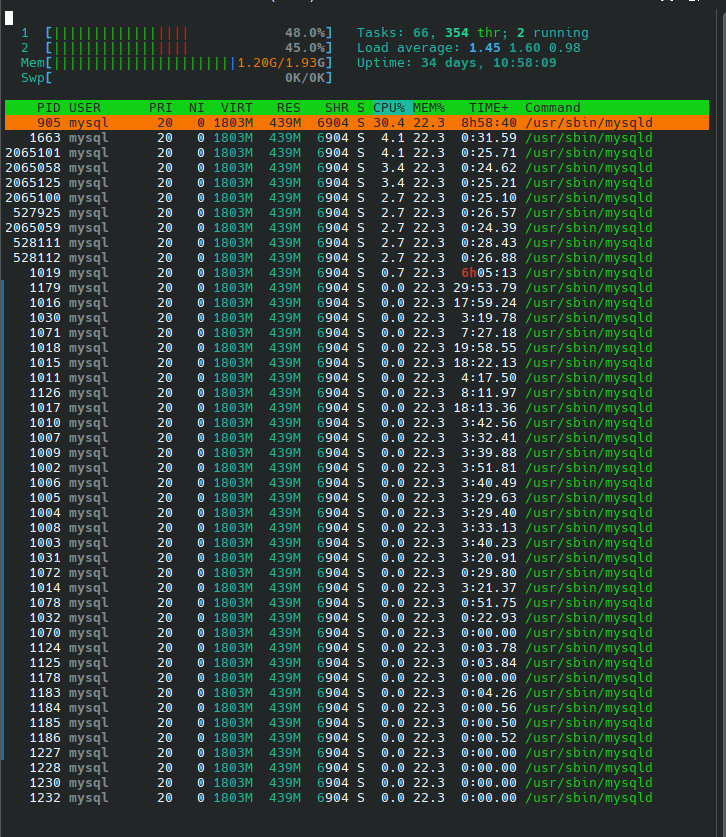 1 [||||||||||||||||| 48.0%] Tasks: 66, 354 thr; 2 running
2 [||||||||||||||||| 45.0%] Load average: 1.45 1.60 0.98
Mem[|||||||||||||||||||||||1.20G/1.93G] Uptime: 34 days, 10:58:09
Swp[ 0K/0K]
PID USER PRI NI VIRT RES SHR S CPU% MEM% TIME+ Command
905 mysql 20 0 1803M 439M 6904 S 30.4 22.3 8h58:40 /usr/sbin/mysqld
1663 mysql 20 0 1803M 439M 6904 S 4.1 22.3 0:31.59 /usr/sbin/mysqld
2065101 mysql 20 0 1803M 439M 6904 S 4.1 22.3 0:25.71 /usr/sbin/mysqld
2065058 mysql 20 0 1803M 439M 6904 S 3.4 22.3 0:24.62 /usr/sbin/mysqld
2065125 mysql 20 0 1803M 439M 6904 S 3.4 22.3 0:25.21 /usr/sbin/mysqld
2065100 mysql 20 0 1803M 439M 6904 S 2.7 22.3 0:25.10 /usr/sbin/mysqld
527925 mysql 20 0 1803M 439M 6904 S 2.7 22.3 0:26.57 /usr/sbin/mysqld
2065059 mysql 20 0 1803M 439M 6904 S 2.7 22.3 0:24.39 /usr/sbin/mysqld
528111 mysql 20 0 1803M 439M 6904 S 2.7 22.3 0:28.43 /usr/sbin/mysqld
528112 mysql 20 0 1803M 439M 6904 S 2.7 22.3 0:26.88 /usr/sbin/mysqld
1019 mysql 20 0 1803M 439M 6904 S 0.7 22.3 6h05:13 /usr/sbin/mysqld
1179 mysql 20 0 1803M 439M 6904 S 0.0 22.3 29:53.79 /usr/sbin/mysqld
1016 mysql 20 0 1803M 439M 6904 S 0.0 22.3 17:59.24 /usr/sbin/mysqld
1030 mysql 20 0 1803M 439M 6904 S 0.0 22.3 3:19.78 /usr/sbin/mysqld
1071 mysql 20 0 1803M 439M 6904 S 0.0 22.3 7:27.18 /usr/sbin/mysqld
1018 mysql 20 0 1803M 439M 6904 S 0.0 22.3 19:58.55 /usr/sbin/mysqld
1015 mysql 20 0 1803M 439M 6904 S 0.0 22.3 18:22.13 /usr/sbin/mysqld
1011 mysql 20 0 1803M 439M 6904 S 0.0 22.3 4:17.50 /usr/sbin/mysqld
1126 mysql 20 0 1803M 439M 6904 S 0.0 22.3 8:11.97 /usr/sbin/mysqld
1017 mysql 20 0 1803M 439M 6904 S 0.0 22.3 18:13.36 /usr/sbin/mysqld
1010 mysql 20 0 1803M 439M 6904 S 0.0 22.3 3:42.56 /usr/sbin/mysqld
1007 mysql 20 0 1803M 439M 6904 S 0.0 22.3 3:32.41 /usr/sbin/mysqld
1009 mysql 20 0 1803M 439M 6904 S 0.0 22.3 3:39.88 /usr/sbin/mysqld
1002 mysql 20 0 1803M 439M 6904 S 0.0 22.3 3:51.81 /usr/sbin/mysqld
1006 mysql 20 0 1803M 439M 6904 S 0.0 22.3 3:40.49 /usr/sbin/mysqld
1005 mysql 20 0 1803M 439M 6904 S 0.0 22.3 3:29.63 /usr/sbin/mysqld
1004 mysql 20 0 1803M 439M 6904 S 0.0 22.3 3:29.40 /usr/sbin/mysqld
1008 mysql 20 0 1803M 439M 6904 S 0.0 22.3 3:33.13 /usr/sbin/mysqld
1003 mysql 20 0 1803M 439M 6904 S 0.0 22.3 3:40.23 /usr/sbin/mysqld
1031 mysql 20 0 1803M 439M 6904 S 0.0 22.3 3:20.91 /usr/sbin/mysqld
1072 mysql 20 0 1803M 439M 6904 S 0.0 22.3 0:29.80 /usr/sbin/mysqld
1014 mysql 20 0 1803M 439M 6904 S 0.0 22.3 3:21.37 /usr/sbin/mysqld
1078 mysql 20 0 1803M 439M 6904 S 0.0 22.3 0:51.75 /usr/sbin/mysqld
1032 mysql 20 0 1803M 439M 6904 S 0.0 22.3 0:22.93 /usr/sbin/mysqld
1070 mysql 20 0 1803M 439M 6904 S 0.0 22.3 0:00.00 /usr/sbin/mysqld
1124 mysql 20 0 1803M 439M 6904 S 0.0 22.3 0:03.78 /usr/sbin/mysqld
1125 mysql 20 0 1803M 439M 6904 S 0.0 22.3 0:03.84 /usr/sbin/mysqld
1178 mysql 20 0 1803M 439M 6904 S 0.0 22.3 0:00.00 /usr/sbin/mysqld
1183 mysql 20 0 1803M 439M 6904 S 0.0 22.3 0:04.26 /usr/sbin/mysqld
1184 mysql 20 0 1803M 439M 6904 S 0.0 22.3 0:00.56 /usr/sbin/mysqld
1185 mysql 20 0 1803M 439M 6904 S 0.0 22.3 0:00.50 /usr/sbin/mysqld
1186 mysql 20 0 1803M 439M 6904 S 0.0 22.3 0:00.52 /usr/sbin/mysqld
1227 mysql 20 0 1803M 439M 6904 S 0.0 22.3 0:00.00 /usr/sbin/mysqld
1228 mysql 20 0 1803M 439M 6904 S 0.0 22.3 0:00.00 /usr/sbin/mysqld
1230 mysql 20 0 1803M 439M 6904 S 0.0 22.3 0:00.00 /usr/sbin/mysqld
1232 mysql 20 0 1803M 439M 6904 S 0.0 22.3 0:00.00 /usr/sbin/mysqld